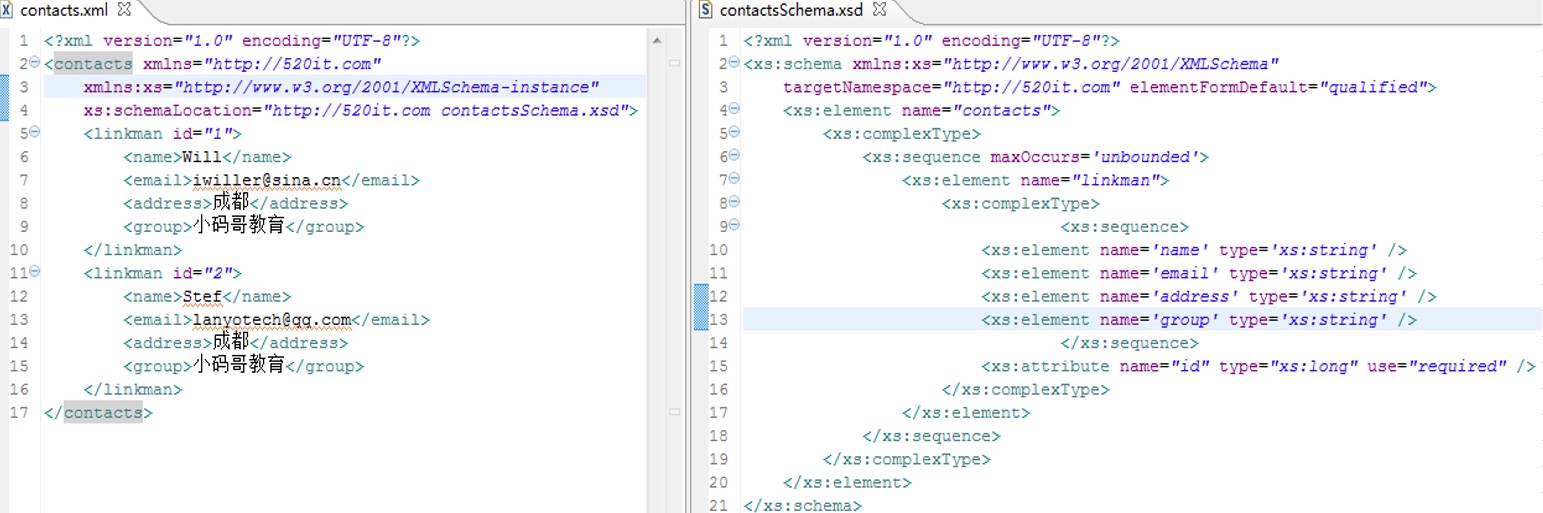 contacts.xml
1 <?xml version="1.0" encoding="UTF-8"?>
2 <contacts xmlns="http://520it.com"
3 xmlns:xs="http://www.w3.org/2001/XMLSchema-instance"
4 xs:schemaLocation="http://520it.com contactsSchema.xsd">
5 <linkman id="1">
6 <name>Will</name>
7 <email>iwiller@sina.cn</email>
8 <address>成都</address>
9 <group>小码哥教育</group>
10 </linkman>
11 <linkman id="2">
12 <name>Stef</name>
13 <email>lanyotech@qq.com</email>
14 <address>成都</address>
15 <group>小码哥教育</group>
16 </linkman>
17 </contacts>
contactsSchema.xsd
1 <?xml version="1.0" encoding="UTF-8"?>
2 <xs:schema xmlns:xs="http://www.w3.org/2001/XMLSchema"
3 targetNamespace="http://520it.com" elementFormDefault="qualified">
4 <xs:element name="contacts">
5 <xs:complexType>
6 <xs:sequence maxOccurs='unbounded'>
7 <xs:element name="linkman">
8 <xs:complexType>
9 <xs:sequence>
10 <xs:element name='name' type='xs:string' />
11 <xs:element name='email' type='xs:string' />
12 <xs:element name='address' type='xs:string' />
13 <xs:element name='group' type='xs:string' />
14 </xs:sequence>
15 <xs:attribute name="id" type="xs:long" use="required" />
16 </xs:complexType>
17 </xs:element>
18 </xs:sequence>
19 </xs:complexType>
20 </xs:element>
21 </xs:schema>